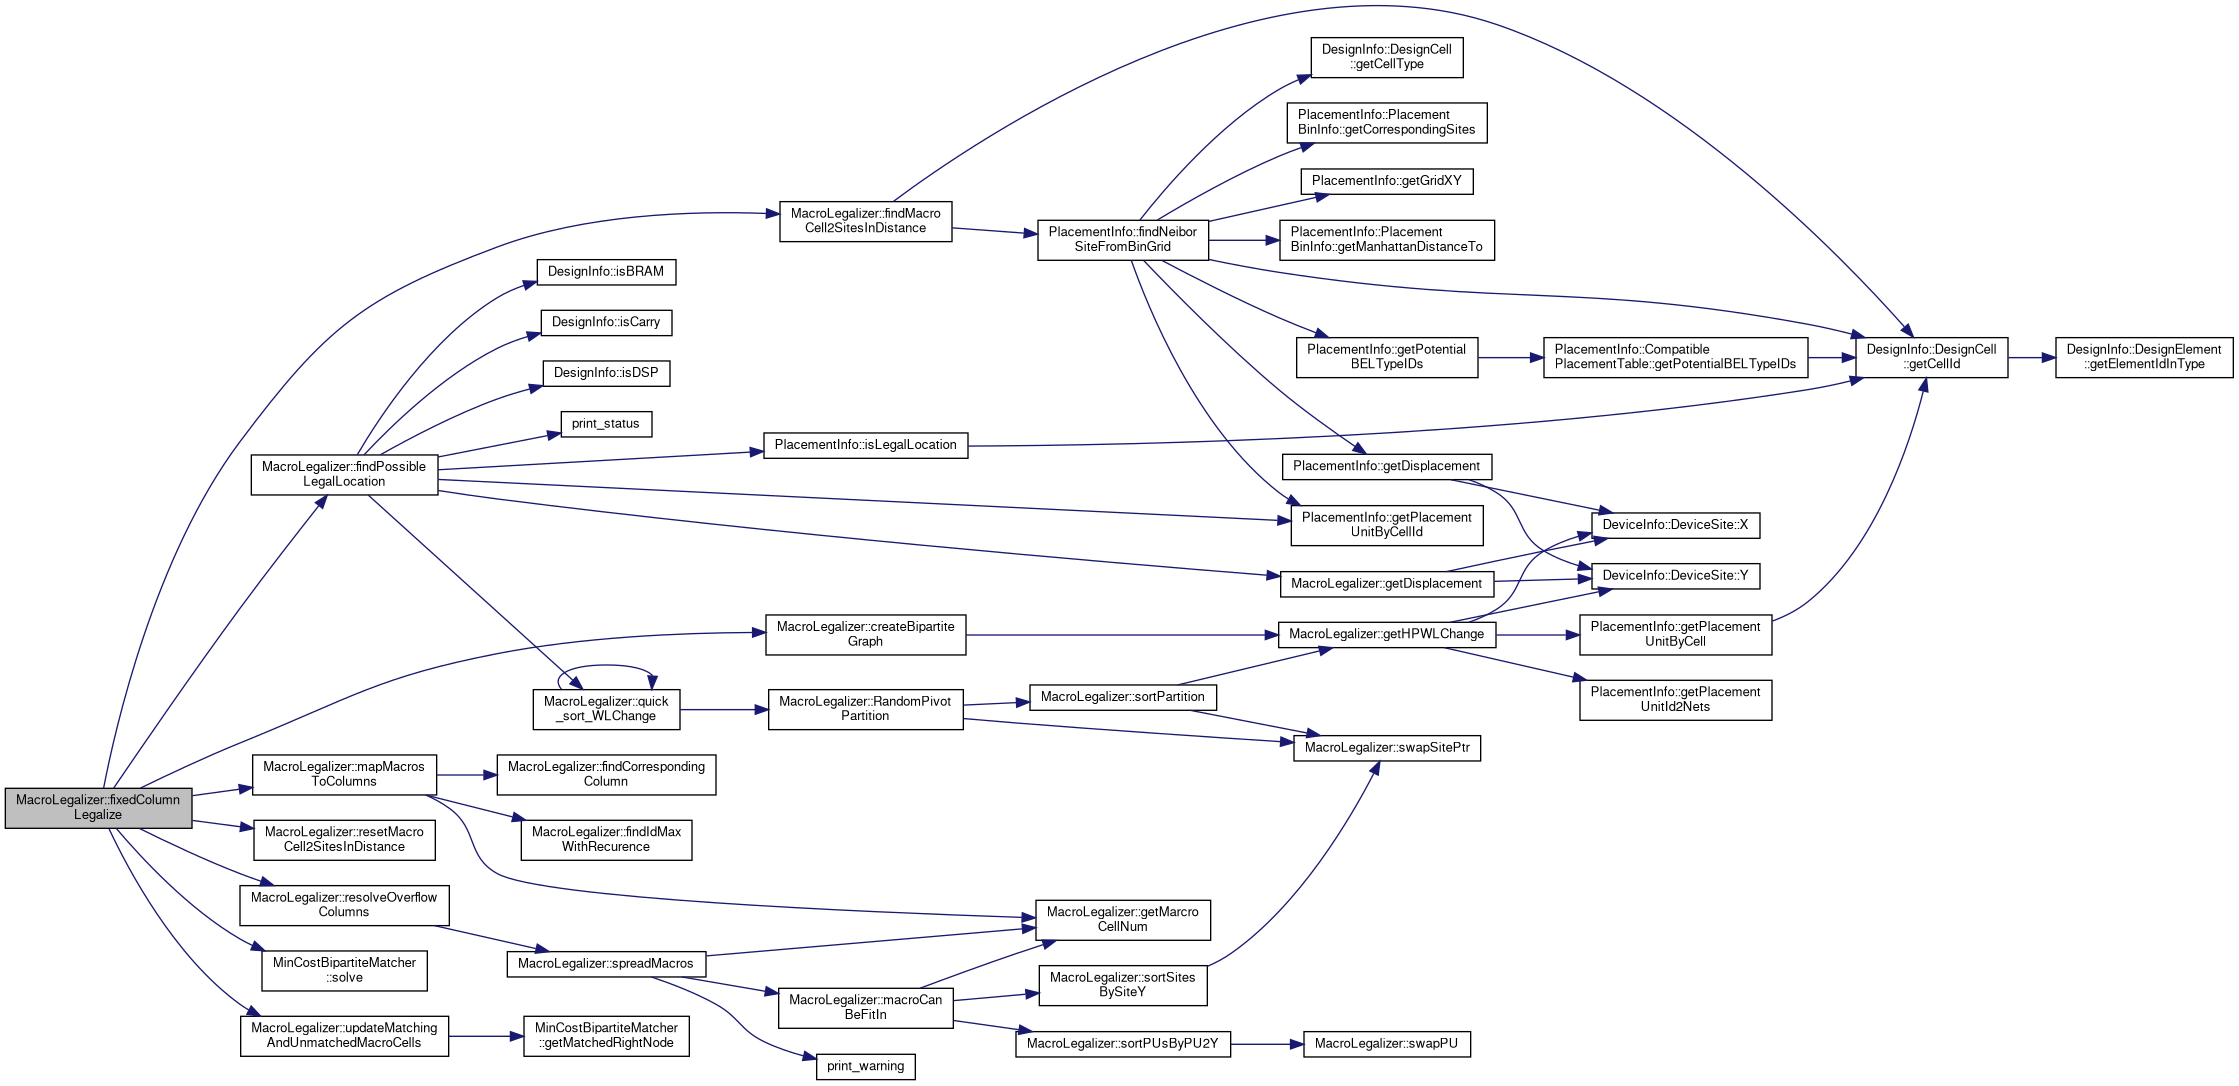 DesignInfo::DesignCell
::getCellType
PlacementInfo::Placement
BinInfo::getCorrespondingSites
PlacementInfo::getGridXY
MacroLegalizer::findMacro
Cell2SitesInDistance
PlacementInfo::findNeibor
SiteFromBinGrid
PlacementInfo::Placement
BinInfo::getManhattanDistanceTo
DesignInfo::isBRAM
DesignInfo::isCarry
DesignInfo::isDSP
print_status
PlacementInfo::getPotential
BELTypeIDs
PlacementInfo::Compatible
PlacementTable::getPotentialBELTypeIDs
DesignInfo::DesignCell
::getCellId
DesignInfo::DesignElement
::getElementIdInType
PlacementInfo::isLegalLocation
MacroLegalizer::findPossible
LegalLocation
PlacementInfo::getDisplacement
PlacementInfo::getPlacement
UnitByCellId
DeviceInfo::DeviceSite::X
MacroLegalizer::getDisplacement
DeviceInfo::DeviceSite::Y
MacroLegalizer::createBipartite
Graph
MacroLegalizer::getHPWLChange
PlacementInfo::getPlacement
UnitByCell
MacroLegalizer::quick
_sort_WLChange
MacroLegalizer::RandomPivot
Partition
MacroLegalizer::sortPartition
PlacementInfo::getPlacement
UnitId2Nets
MacroLegalizer::swapSitePtr
MacroLegalizer::mapMacros
ToColumns
MacroLegalizer::findCorresponding
Column
MacroLegalizer::fixedColumn
Legalize
MacroLegalizer::resetMacro
Cell2SitesInDistance
MacroLegalizer::findIdMax
WithRecurence
MacroLegalizer::resolveOverflow
Columns
MacroLegalizer::getMarcro
CellNum
MinCostBipartiteMatcher
::solve
MacroLegalizer::spreadMacros
MacroLegalizer::macroCan
BeFitIn
MacroLegalizer::sortSites
BySiteY
MacroLegalizer::updateMatching
AndUnmatchedMacroCells
MinCostBipartiteMatcher
::getMatchedRightNode
MacroLegalizer::sortPUsByPU2Y
MacroLegalizer::swapPU
print_warning